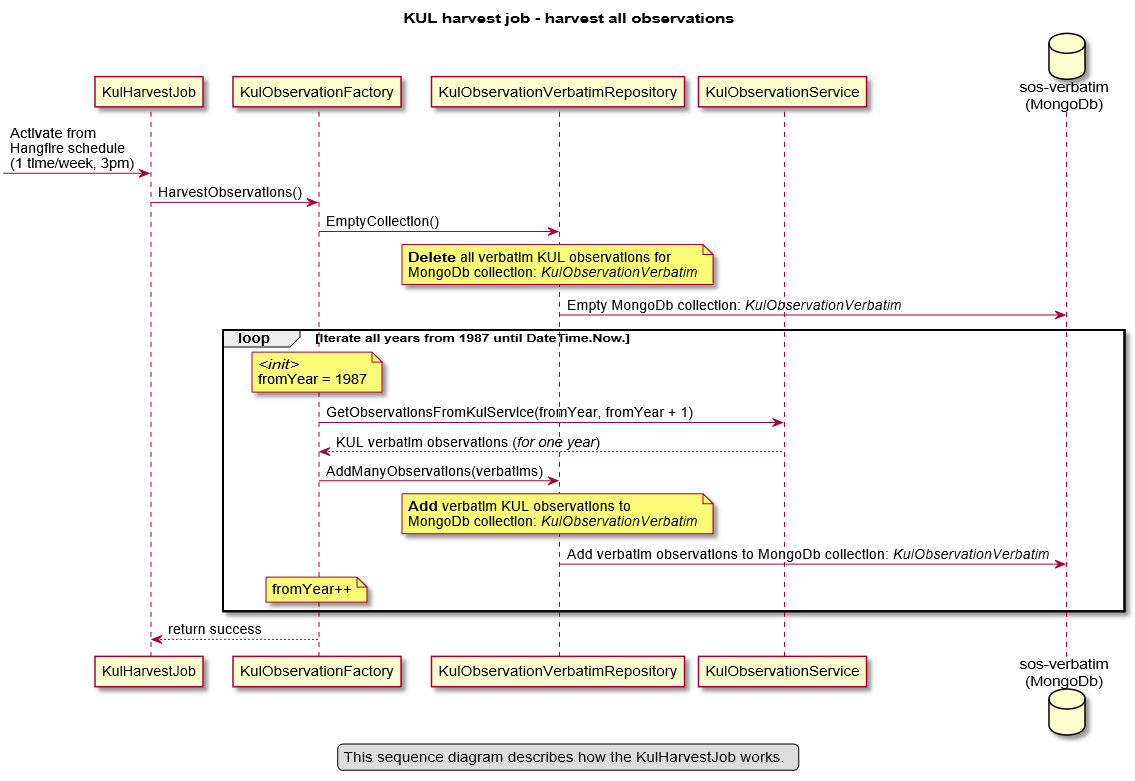 KUL harvest job - harvest all observations
KulHarvestJob
KulObservationFactory
KulObservationVerbatimRepository
KulObservationService
sos-verbatim
(MongoDb)
Activate from
Hangfire schedule
(1 time/week, 3pm)
HarvestObservations()
EmptyCollection()
Delete all verbatim KUL observations for
MongoDb collection: KulObservationVerbatim
Empty MongoDb collection: KulObservationVerbatim
loop
[Iterate all years from 1987 until DateTime.Now.]
<init>
fromYear = 1987
GetObservationsFromKulService(fromYear, fromYear + 1)
KUL verbatim observations (for one year)
AddManyObservations(verbatims)
Add verbatim KUL observations to
MongoDb collection: KulObservationVerbatim
Add verbatim observations to MongoDb collection: KulObservationVerbatim
fromYear++
return success
KulHarvestJob
KulObservationFactory
KulObservationVerbatimRepository
KulObservationService
sos-verbatim
(MongoDb)
This sequence diagram describes how the KulHarvestJob works.